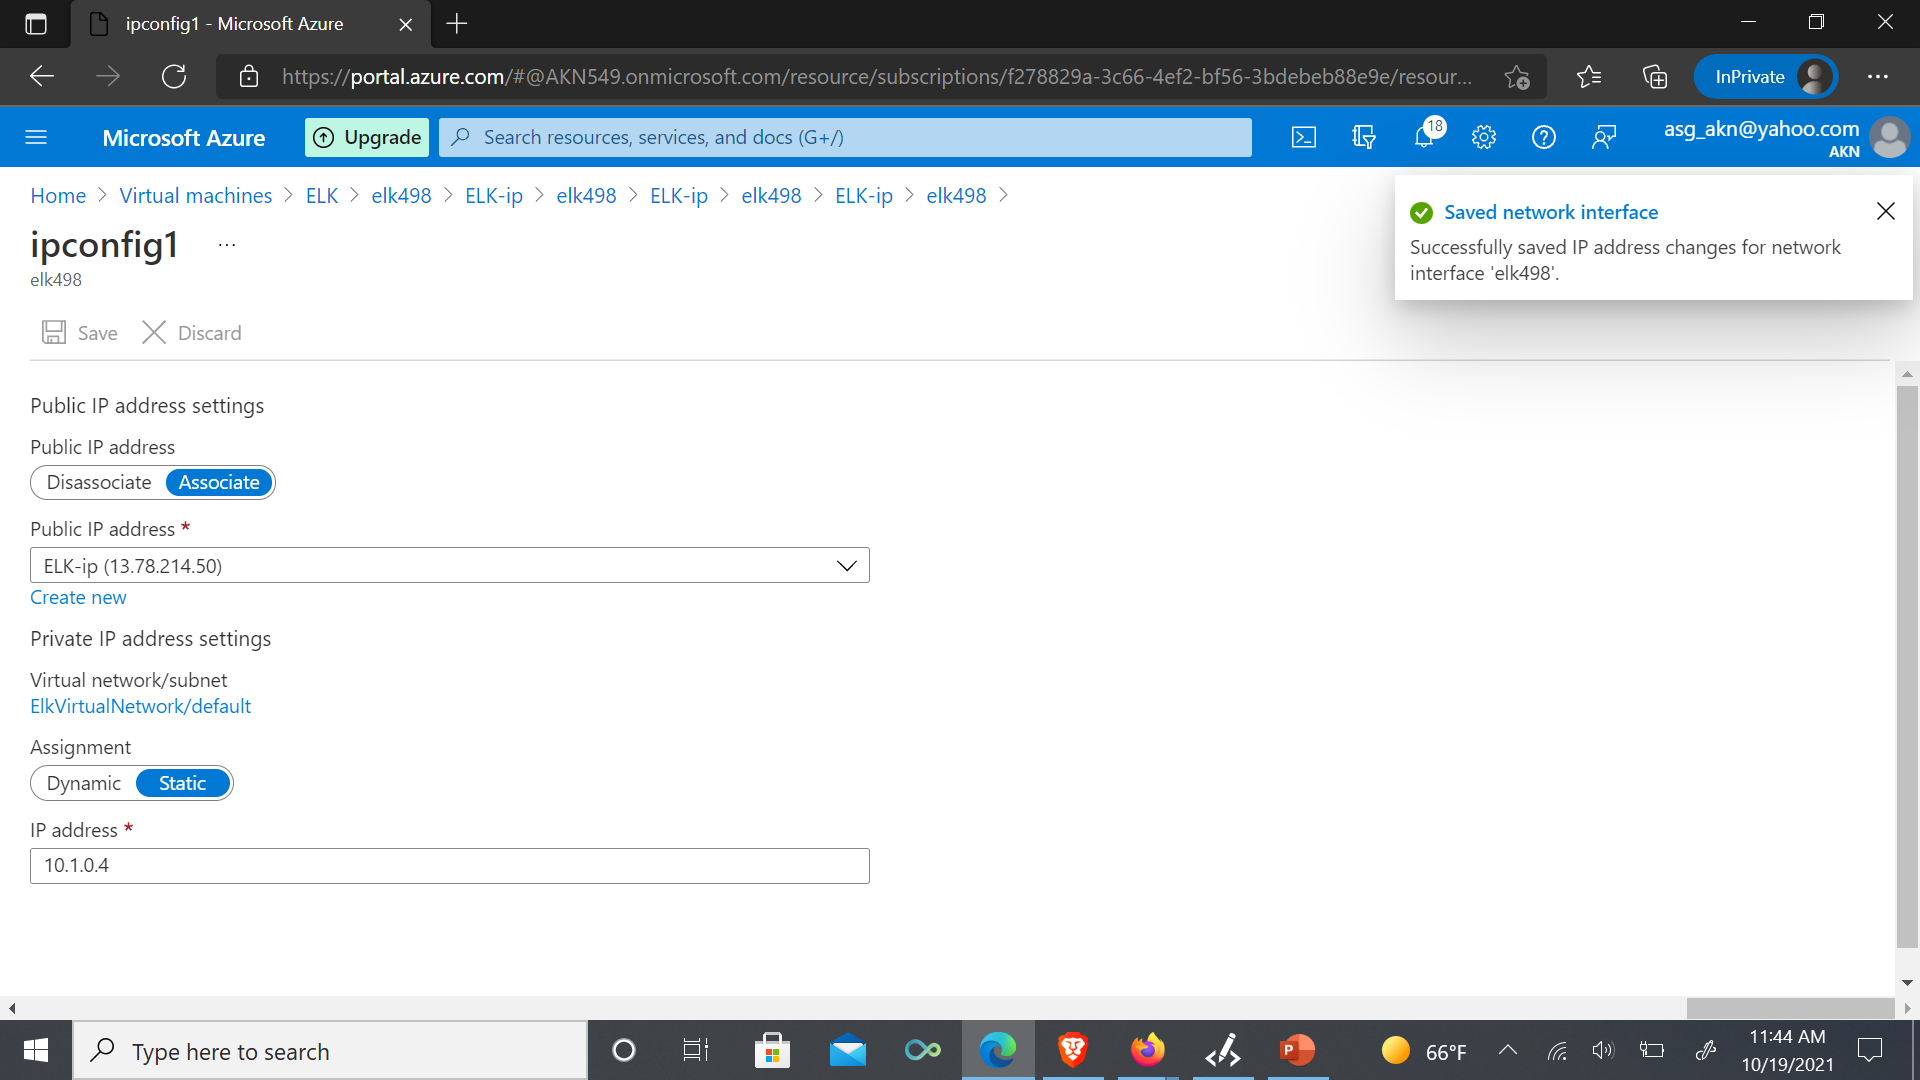 ipconfig1 - Microsoft Azure
https://portal.azure.com/#@AKN549.onmicrosoft.com/resource/subscriptions/f278829a-3c66-4ef2-bf56-3bdebeb88e9e/resour...
InPrivate
Microsoft Azure
Upgrade
Search resources, services, and docs (G+/)
18
asg_akn@yahoo.com
AKN
Home > Virtual machines > ELK > elk498 > ELK-ip > elk498 > ELK-ip > elk498 > ELK-ip > elk498 >
Saved network interface
Successfully saved IP address changes for network
interface 'elk498'.
ipconfig1 ...
elk498
Save Discard
Public IP address settings
Public IP address
Disassociate Associate
Public IP address *
ELK-ip (13.78.214.50)
Create new
Private IP address settings
Virtual network/subnet
ElkVirtualNetwork/default
Assignment
Dynamic Static
IP address *
10.1.0.4
Type here to search
P
66°F
11:44 AM
10/19/2021